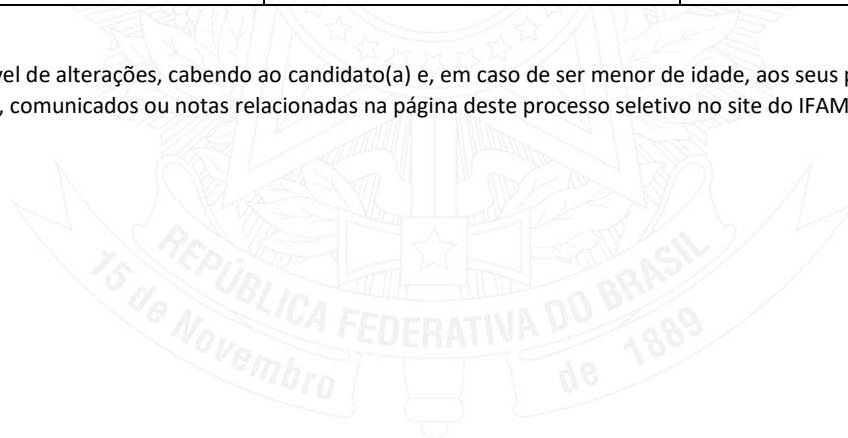 vel de alterações, cabendo ao candidato(a) e, em caso de ser menor de idade, aos seus p
, comunicados ou notas relacionadas na página deste processo seletivo no site do IFAM
REPÚBLICA FEDERATIVA DO BRASIL
15 de Novembro de 1889